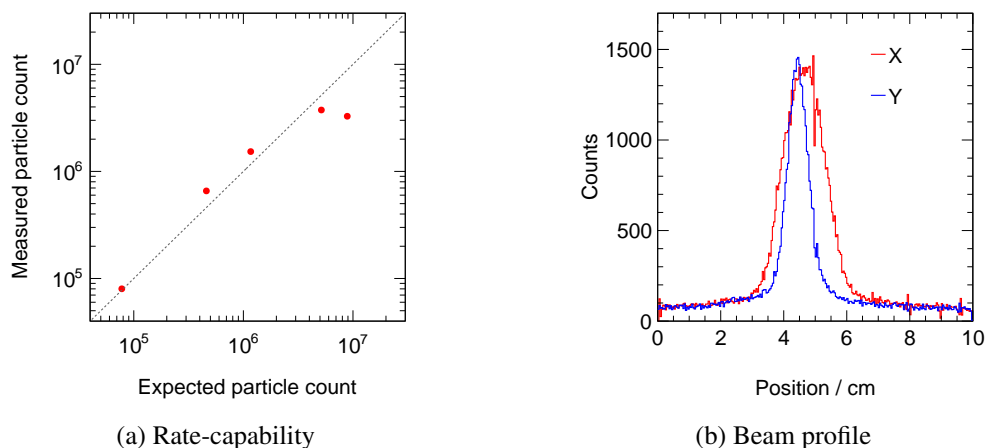 Measured particle count
10^7
10^6
10^5
10^5
10^6
10^7
Expected particle count
(a) Rate-capability
Counts
1500
1000
500
0
0
2
4
6
8
10
X
Y
Position / cm
(b) Beam profile